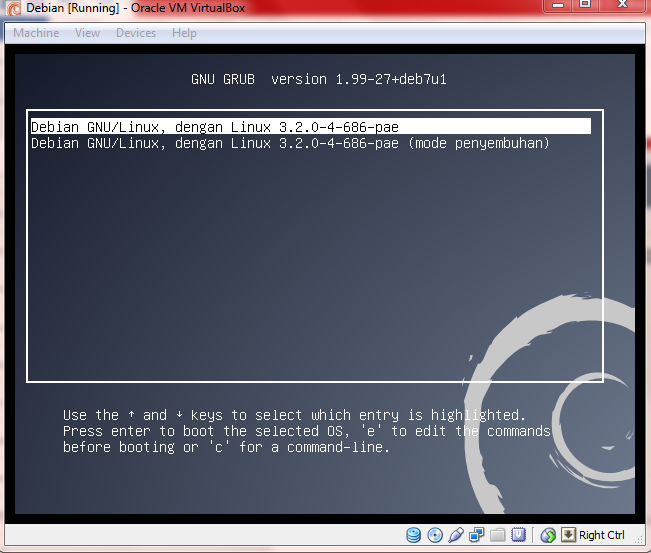 Debian [Running] - Oracle VM VirtualBox
Machine View Devices Help
GNU GRUB version 1.99-27+deb7u1
Debian GNU/Linux, dengan Linux 3.2.0-4-686-pae
Debian GNU/Linux, dengan Linux 3.2.0-4-686-pae (mode penyembuhan)
Use the ↑ and ↓ keys to select which entry is highlighted.
Press enter to boot the selected OS, 'e' to edit the commands
before booting or 'c' for a command-line.
Right Ctrl